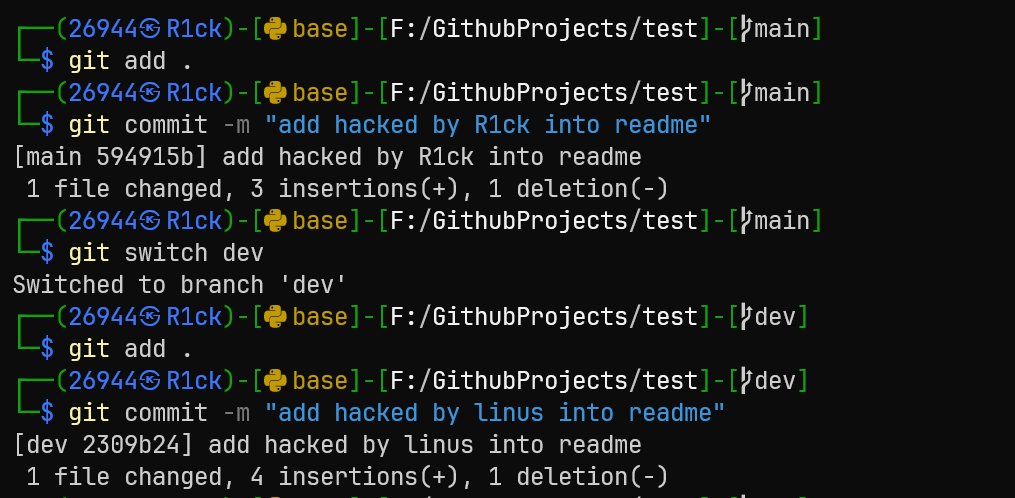 ┌──(26944㉿R1ck)-[base]-[F:/GithubProjects/test]-[main]
└─$ git add .
┌──(26944㉿R1ck)-[base]-[F:/GithubProjects/test]-[main]
└─$ git commit -m "add hacked by R1ck into readme"
[main 594915b] add hacked by R1ck into readme
 1 file changed, 3 insertions(+), 1 deletion(-)
┌──(26944㉿R1ck)-[base]-[F:/GithubProjects/test]-[main]
└─$ git switch dev
Switched to branch 'dev'
┌──(26944㉿R1ck)-[base]-[F:/GithubProjects/test]-[dev]
└─$ git add .
┌──(26944㉿R1ck)-[base]-[F:/GithubProjects/test]-[dev]
└─$ git commit -m "add hacked by linus into readme"
[dev 2309b24] add hacked by linus into readme
 1 file changed, 4 insertions(+), 1 deletion(-)